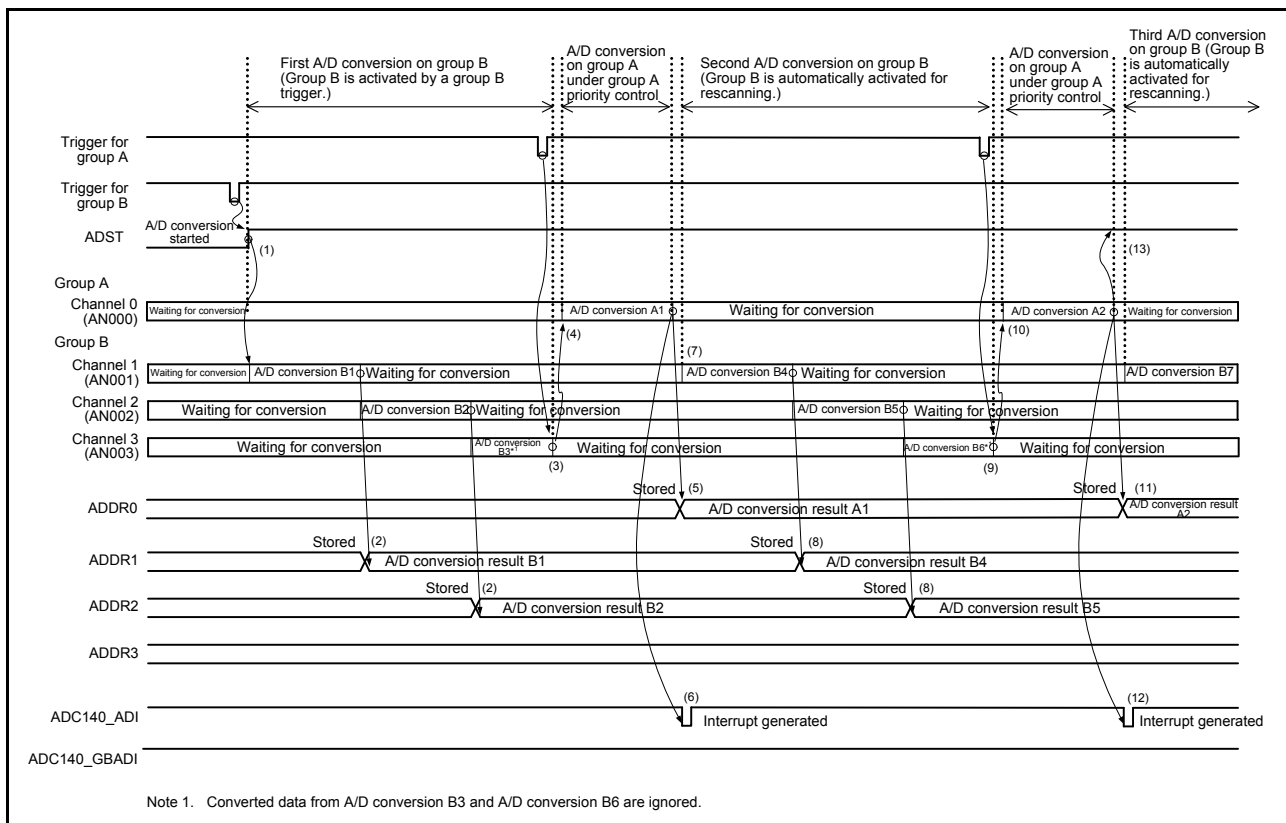 First A/D conversion on group B
(Group B is activated by a group B
trigger.)
A/D conversion
on group A
under group A
priority control
Second A/D conversion on group B
(Group B is automatically activated for
rescanning.)
A/D conversion
on group A
under group A
priority control
Third A/D conversion
on group B (Group B
is automatically
activated for
rescanning.)
Trigger for
group A
Trigger for
group B
A/D conversion
started
ADST
(1)
(13)
Group A
Channel 0
(AN000)
Waiting for conversion
(4)
A/D conversion A1
Waiting for conversion
(10)
A/D conversion A2
Waiting for conversion
Group B
Channel 1
(AN001)
Waiting for conversion
A/D conversion B1
Waiting for conversion
(7)
A/D conversion B4
Waiting for conversion
A/D conversion B7
Channel 2
(AN002)
Waiting for conversion
A/D conversion B2
Waiting for conversion
A/D conversion B5
Waiting for conversion
Channel 3
(AN003)
Waiting for conversion
A/D conversion
B3*1
(3)
Waiting for conversion
A/D conversion B6*
(9)
Waiting for conversion
ADDR0
Stored
(5)
A/D conversion result A1
Stored
(11)
A/D conversion result
A2
ADDR1
Stored
(2)
A/D conversion result B1
Stored
(8)
A/D conversion result B4
ADDR2
Stored
(2)
A/D conversion result B2
Stored
(8)
A/D conversion result B5
ADDR3
ADC140_ADI
(6)
Interrupt generated
(12)
Interrupt generated
ADC140_GBADI
Note 1. Converted data from A/D conversion B3 and A/D conversion B6 are ignored.